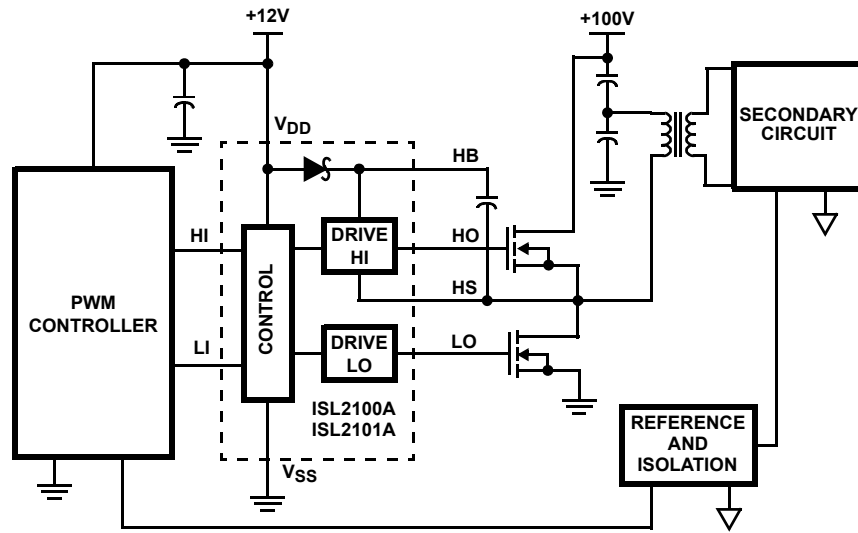 +12V
+100V
VDD
SECONDARY
CIRCUIT
HB
HI
DRIVE
HI
HO
PWM
CONTROLLER
CONTROL
HS
LI
DRIVE
LO
LO
ISL2100A
ISL2101A
REFERENCE
AND
ISOLATION
VSS